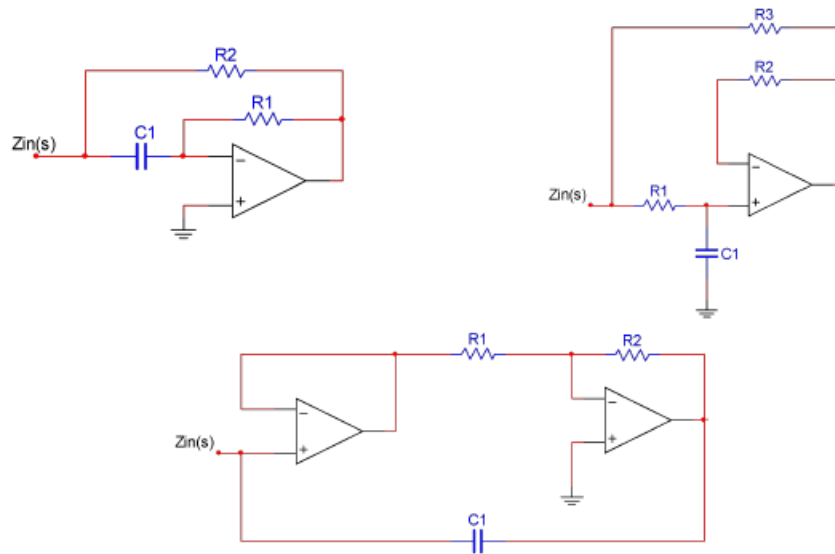 R2
R1
C1
Zin(s)
−
+
R3
R2
R1
Zin(s)
−
+
C1
R1
R2
−
+
Zin(s)
−
+
C1